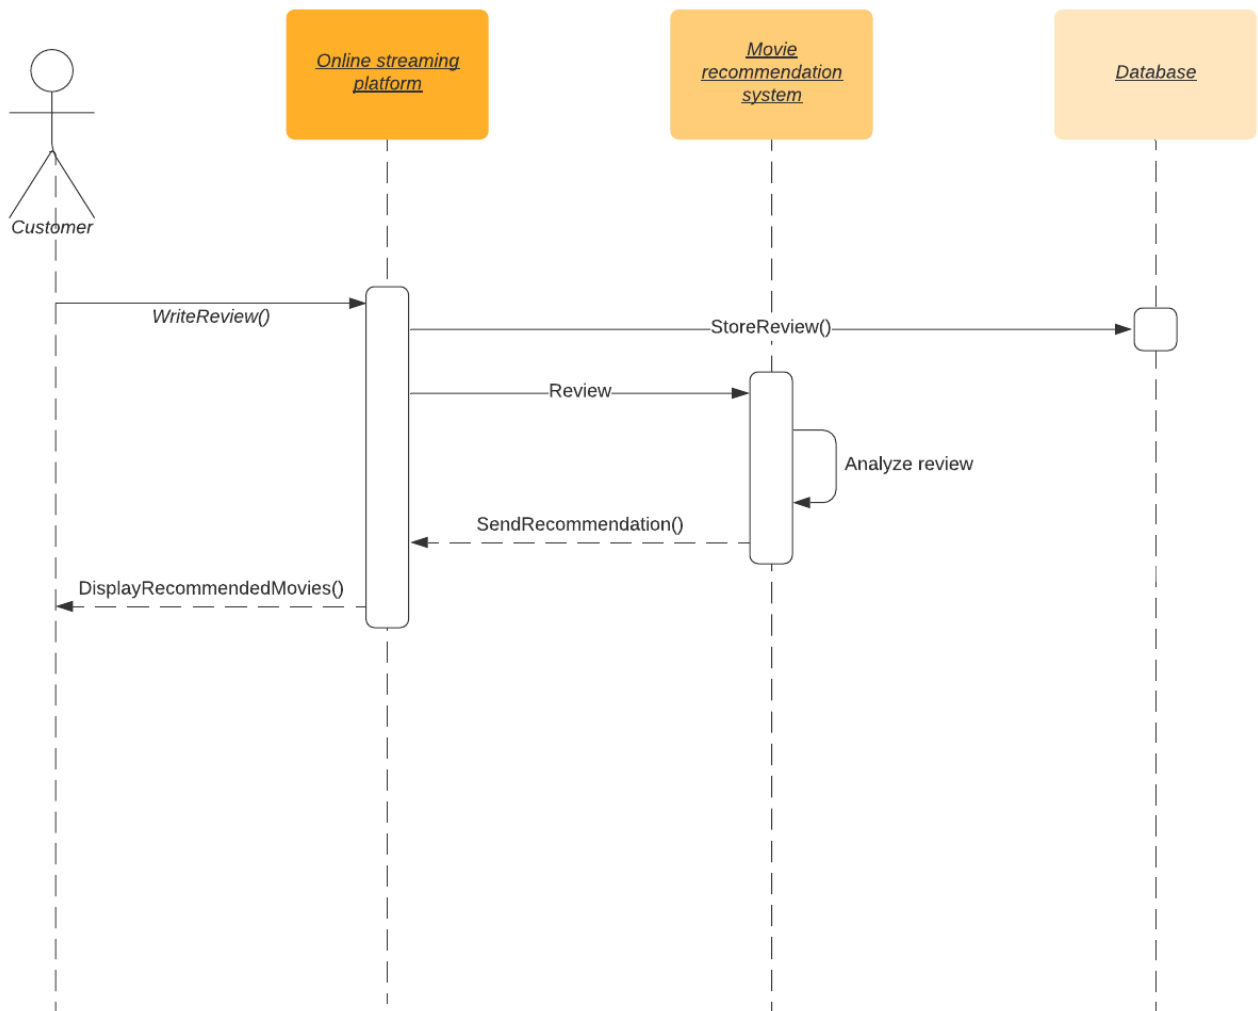 Online streaming
platform
Movie
recommendation
system
Database
Customer
WriteReview()
StoreReview()
Review
Analyze review
SendRecommendation()
DisplayRecommendedMovies()